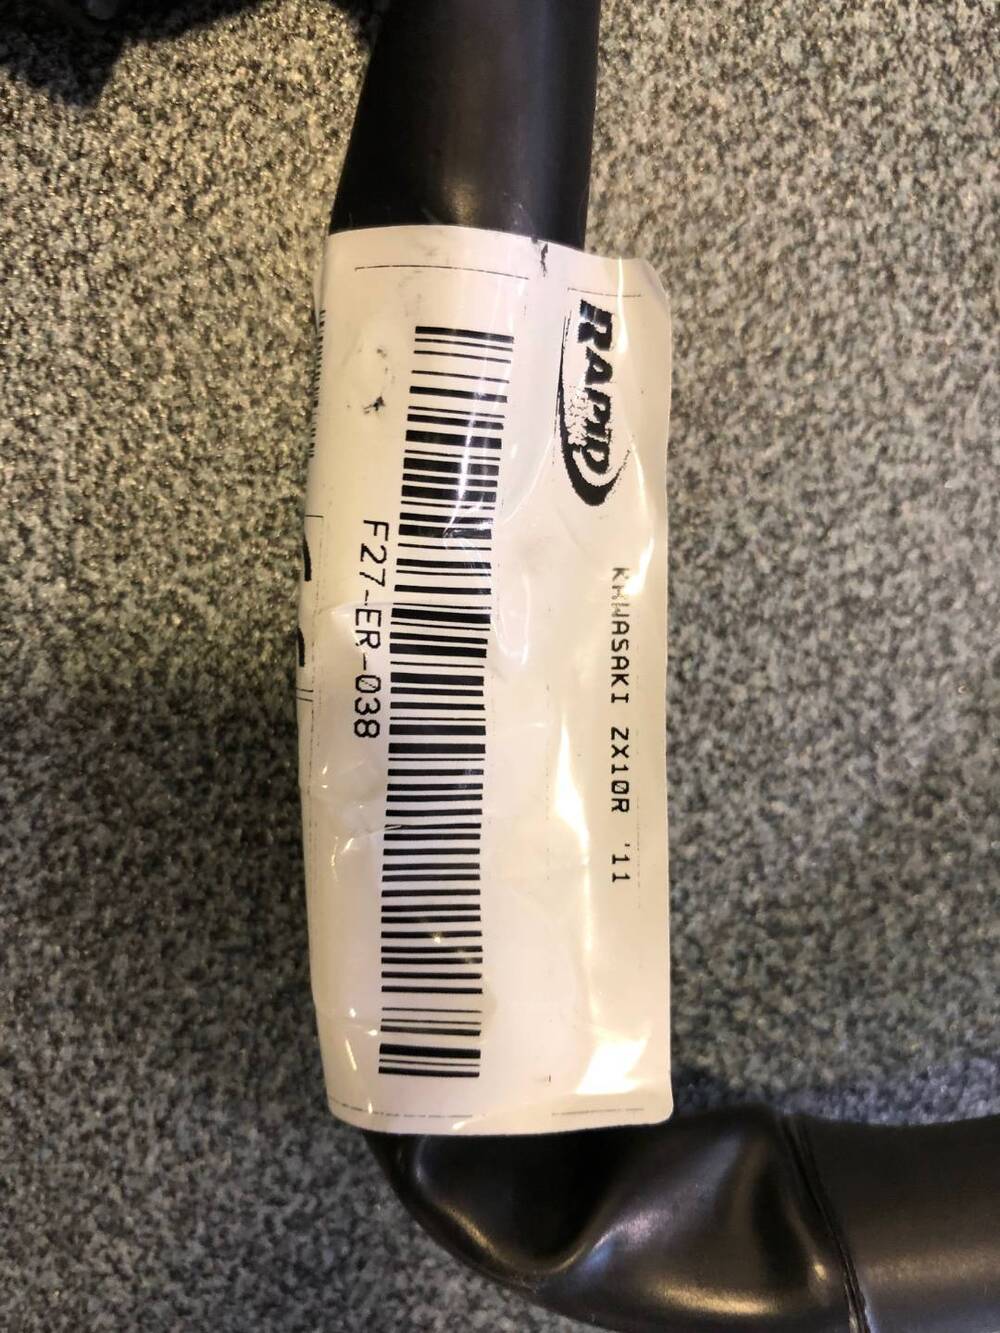 RAPID
KAWASAKI ZX10R '11
F27-ER-038